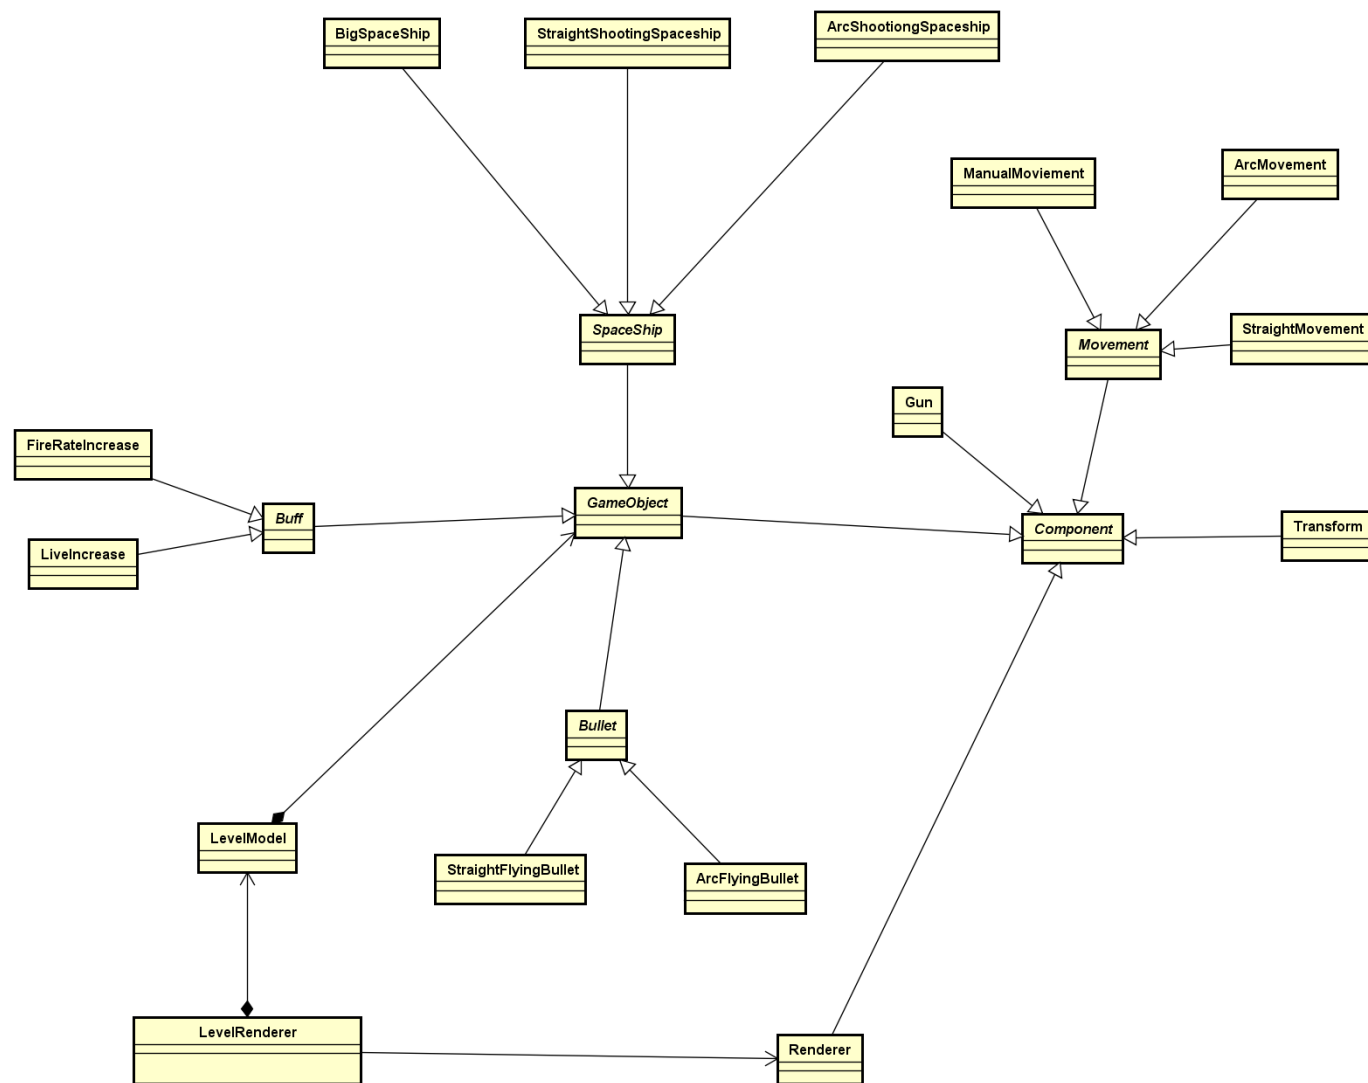 BigSpaceShip
StraightShootingSpaceship
ArcShootiongSpaceship
ManualMoviement
ArcMovement
SpaceShip
Movement
StraightMovement
Gun
FireRateIncrease
Buff
GameObject
Component
Transform
LiveIncrease
Bullet
LevelModel
StraightFlyingBullet
ArcFlyingBullet
LevelRenderer
Renderer